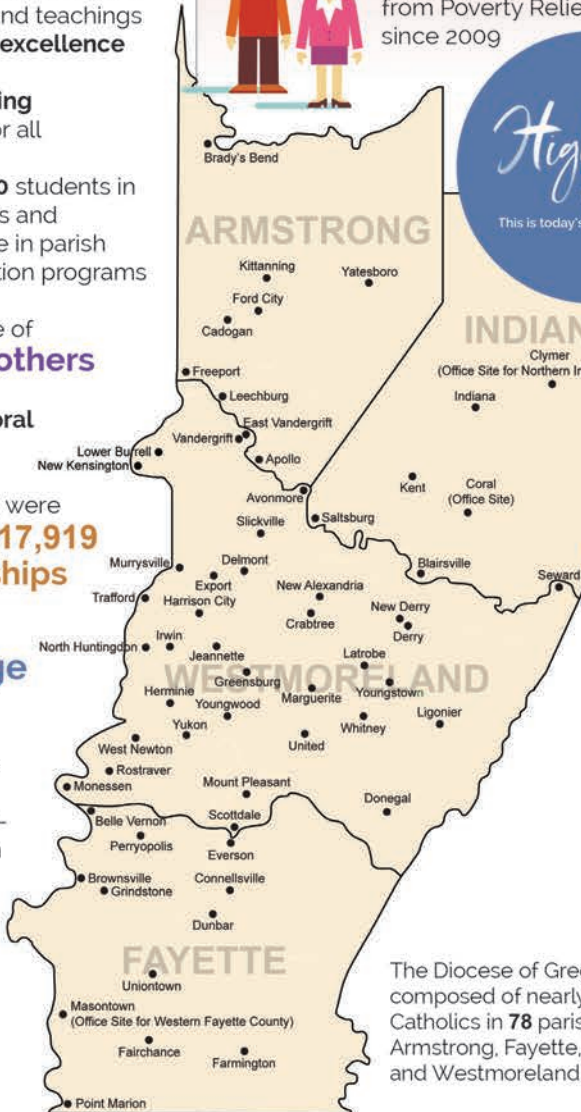 nd teachings
excellence
ing
or all
0 students in
s and
e in parish
tion programs
e of
others
oral
were
17,919
ships
ge
from Poverty Relie
since 2009
Hig
This is today's
Brady's Bend
ARMSTRONG
Kittanning
Yatesboro
Ford City
Cadogan
INDIAN
Clymer
(Office Site for Northern In
Freeport
Indiana
Leechburg
East Vandergrift
Vandergrift
Lower Burrell
Apollo
New Kensington
Kent
Coral
(Office Site)
Avonmore
Saltsburg
Slickville
Murrysville
Delmont
Blairsville
Seward
Export
New Alexandria
Trafford
Harrison City
New Derry
Crabtree
Derry
Irwin
North Huntingdon
Jeannette
Latrobe
WESTMORELAND
Greensburg
Herminie
Marguerite
Youngstown
Youngwood
Ligonier
Yukon
Whitney
West Newton
United
Rostraver
Monessen
Mount Pleasant
Donegal
Belle Vernon
Scottdale
Perryopolis
Everson
Brownsville
Connellsville
Grindstone
Dunbar
FAYETTE
Uniontown
Masontown
(Office Site for Western Fayette County)
Fairchance
Farmington
Point Marion
The Diocese of Gree
composed of nearly
Catholics in 78 paris
Armstrong, Fayette,
and Westmoreland